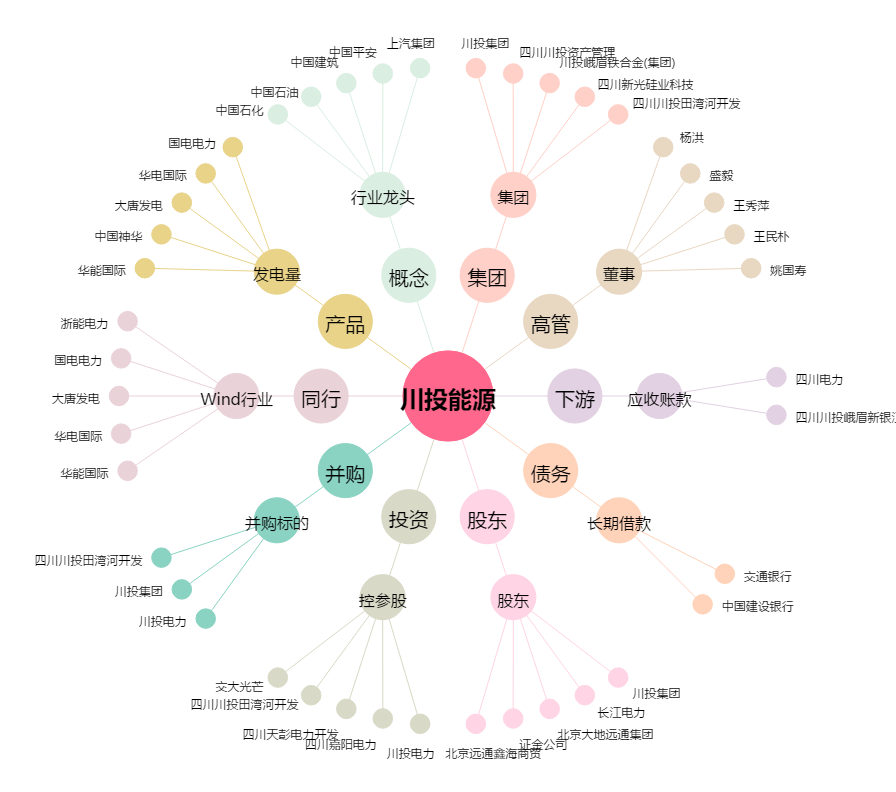 上汽集团
川投集团
中国平安
四川川投资产管理
中国建筑
川投峨眉铁合金(集团)
中国石油
四川新光硅业科技
中国石化
四川川投田湾河开发
国电电力
杨洪
华电国际
盛毅
行业龙头
集团
大唐发电
王秀萍
中国神华
王民朴
华能国际
姚国寿
发电量
概念
集团
董事
产品
高管
浙能电力
国电电力
四川电力
大唐发电
Wind行业
同行
川投能源
下游
应收账款
四川川投峨眉新银江
华电国际
华能国际
并购
债务
并购标的
投资
股东
长期借款
四川川投田湾河开发
交通银行
川投集团
控参股
股东
中国建设银行
川投电力
交大光芒
川投集团
四川川投田湾河开发
长江电力
四川天彭电力开发
北京大地远通集团
四川嘉阳电力
证金公司
川投电力
北京远通鑫海商贸